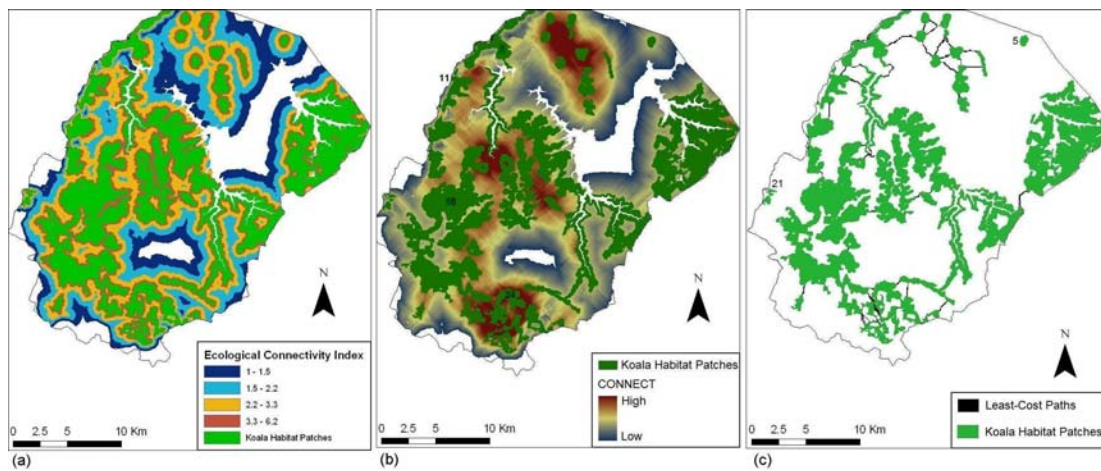 N
Ecological Connectivity Index
1 - 1.5
1.5 - 2.2
2.2 - 3.3
3.3 - 6.2
Koala Habitat Patches
0 2.5 5 10 Km
(a)
11
N
Koala Habitat Patches
CONNECT
High
Low
0 2.5 5 10 Km
(b)
5
21
N
Least-Cost Paths
Koala Habitat Patches
0 2.5 5 10 Km
(c)